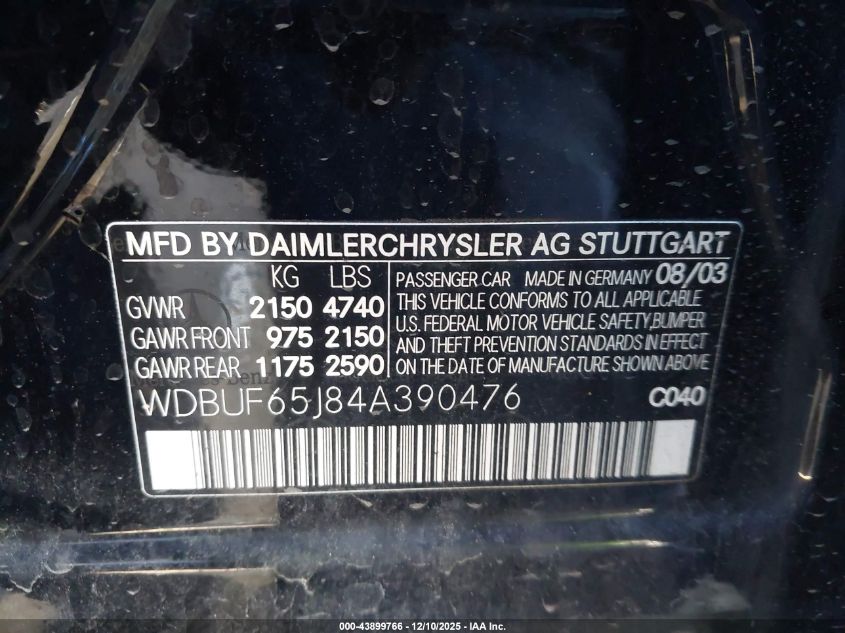 MFD BY DAIMLERCHRYSLER AG STUTTGART
KG LBS
GVWR 2150 4740
GAWR FRONT 975 2150
GAWR REAR 1175 2590
PASSENGER CAR MADE IN GERMANY 08/03
THIS VEHICLE CONFORMS TO ALL APPLICABLE
U.S. FEDERAL MOTOR VEHICLE SAFETY,BUMPER
AND THEFT PREVENTION STANDARDS IN EFFECT
ON THE DATE OF MANUFACTURE SHOWN ABOVE
WDBUF65J84A390476 C040
000-43899766 - 12/10/2025 - IAA Inc.